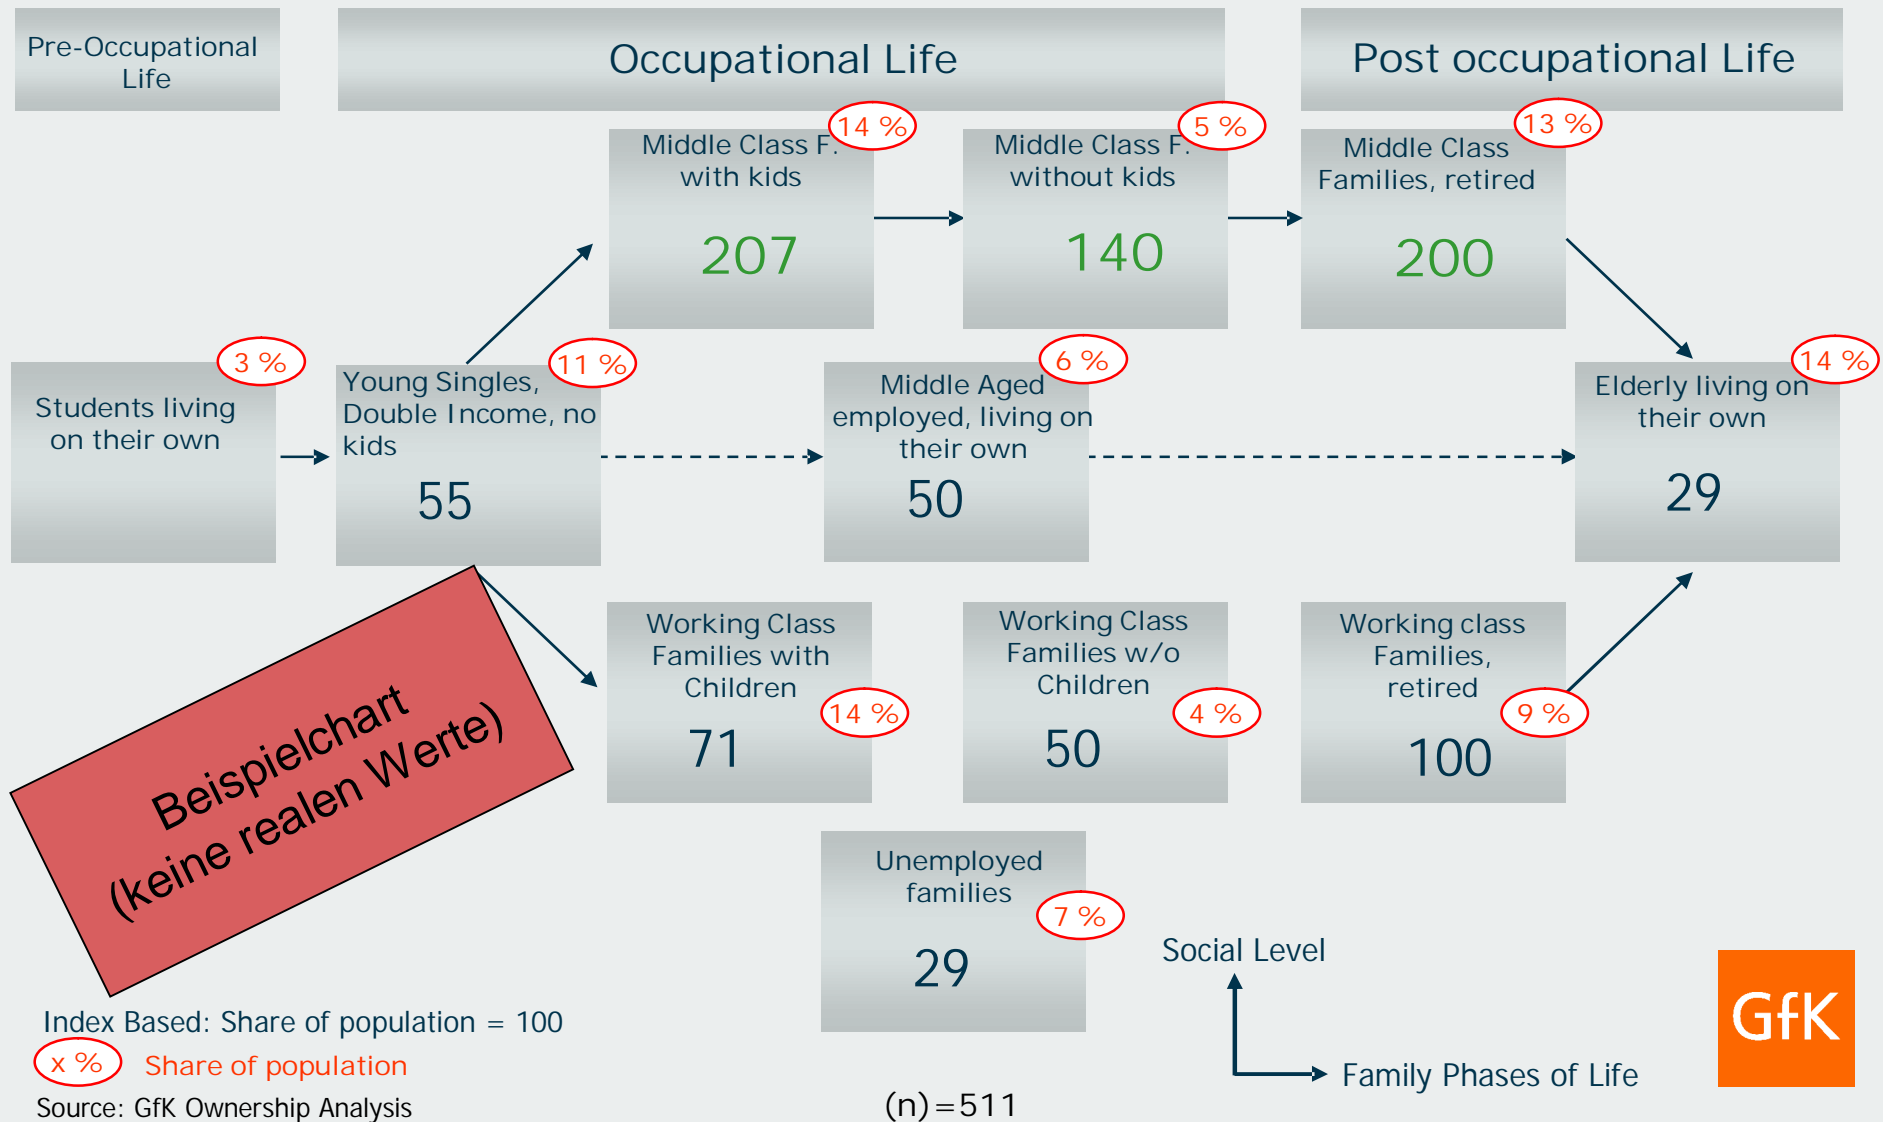 Pre-Occupational
Life
Occupational Life
Post occupational Life
14 %
Middle Class F.
with kids
207
5 %
Middle Class F.
without kids
140
13 %
Middle Class
Families, retired
200
3 %
Students living
on their own
11 %
Young Singles,
Double Income, no
kids
55
6 %
Middle Aged
employed, living on
their own
50
14 %
Elderly living on
their own
29
Working Class
Families with
Children
14 %
71
Working Class
Families w/o
Children
4 %
50
Working class
Families,
retired
9 %
100
Beispielchart
(keine realen Werte)
Unemployed
families
7 %
29
Social Level
Family Phases of Life
GfK
Index Based: Share of population = 100
x % Share of population
Source: GfK Ownership Analysis
(n)=511